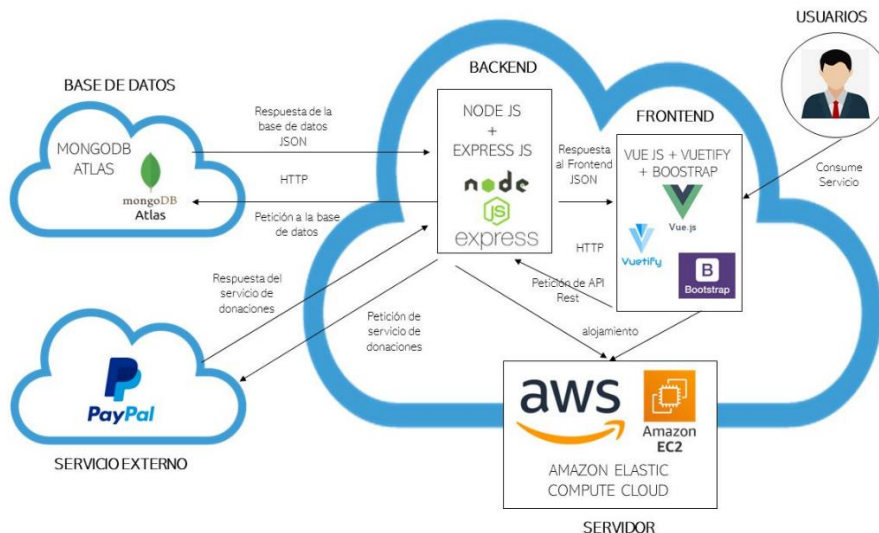 USUARIOS
BASE DE DATOS
BACKEND
FRONTEND
MONGODB
ATLAS
mongoDB
Atlas
Respuesta de la
base de datos
JSON
HTTP
Petición a la base
de datos
NODE JS
+
EXPRESS JS
node
JS
express
Respuesta
al Frontend
JSON
HTTP
Petición de API
Rest
VUE JS + VUETIFY
+ BOOSTRAP
Vue.js
Vuetify
B
Bootstrap
Consume
Servicio
Respuesta del
servicio de
donaciones
Petición de
servicio de
donaciones
alojamiento
PayPal
SERVICIO EXTERNO
aws
Amazon
EC2
AMAZON ELASTIC
COMPUTE CLOUD
SERVIDOR